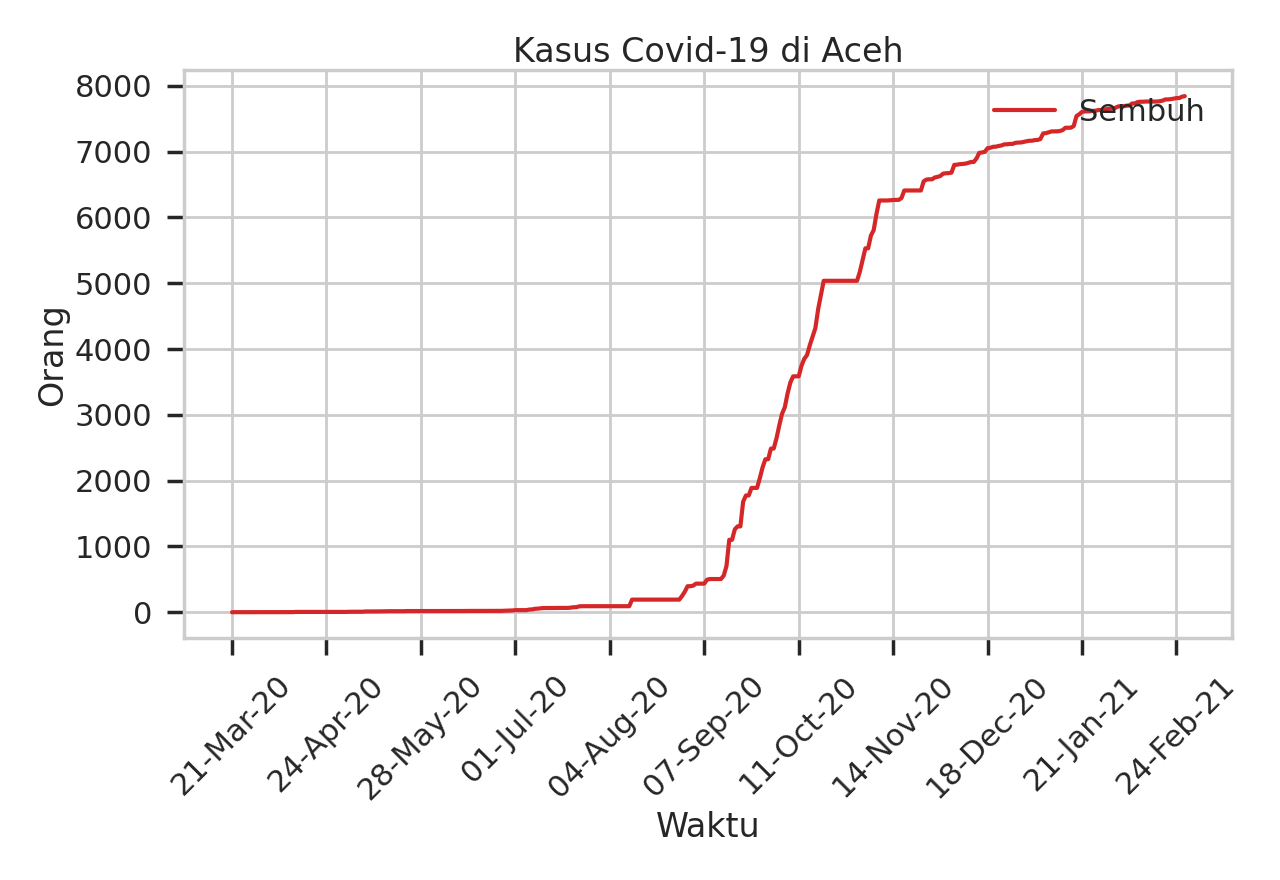 Kasus Covid-19 di Aceh
Sembuh
8000
7000
6000
5000
4000
3000
2000
1000
0
Orang
21-Mar-20
24-Apr-20
28-May-20
01-Jul-20
04-Aug-20
07-Sep-20
11-Oct-20
14-Nov-20
18-Dec-20
21-Jan-21
24-Feb-21
Waktu